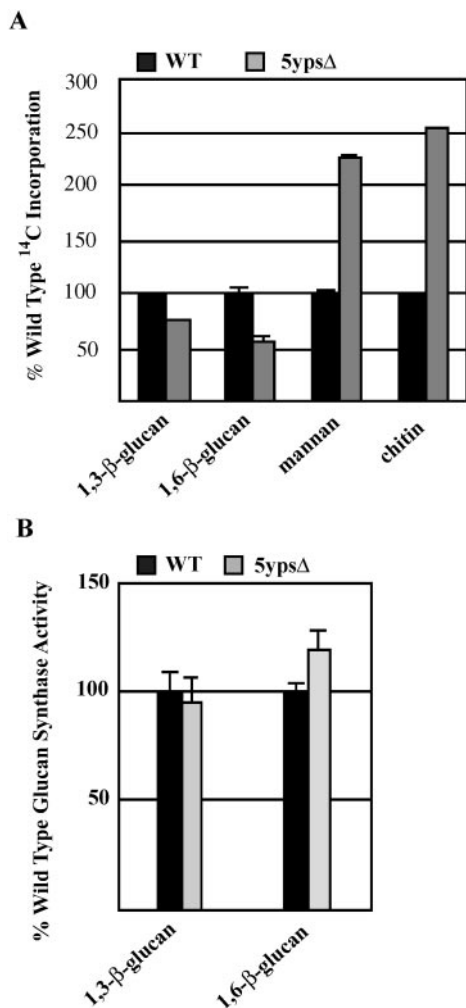 A
WT 5ypsΔ
% Wild Type ¹⁴C Incorporation
300
250
200
150
100
50
1,3-β-glucan
1,6-β-glucan
mannan
chitin
B
WT 5ypsΔ
% Wild Type Glucan Synthase Activity
150
100
50
1,3-β-glucan
1,6-β-glucan